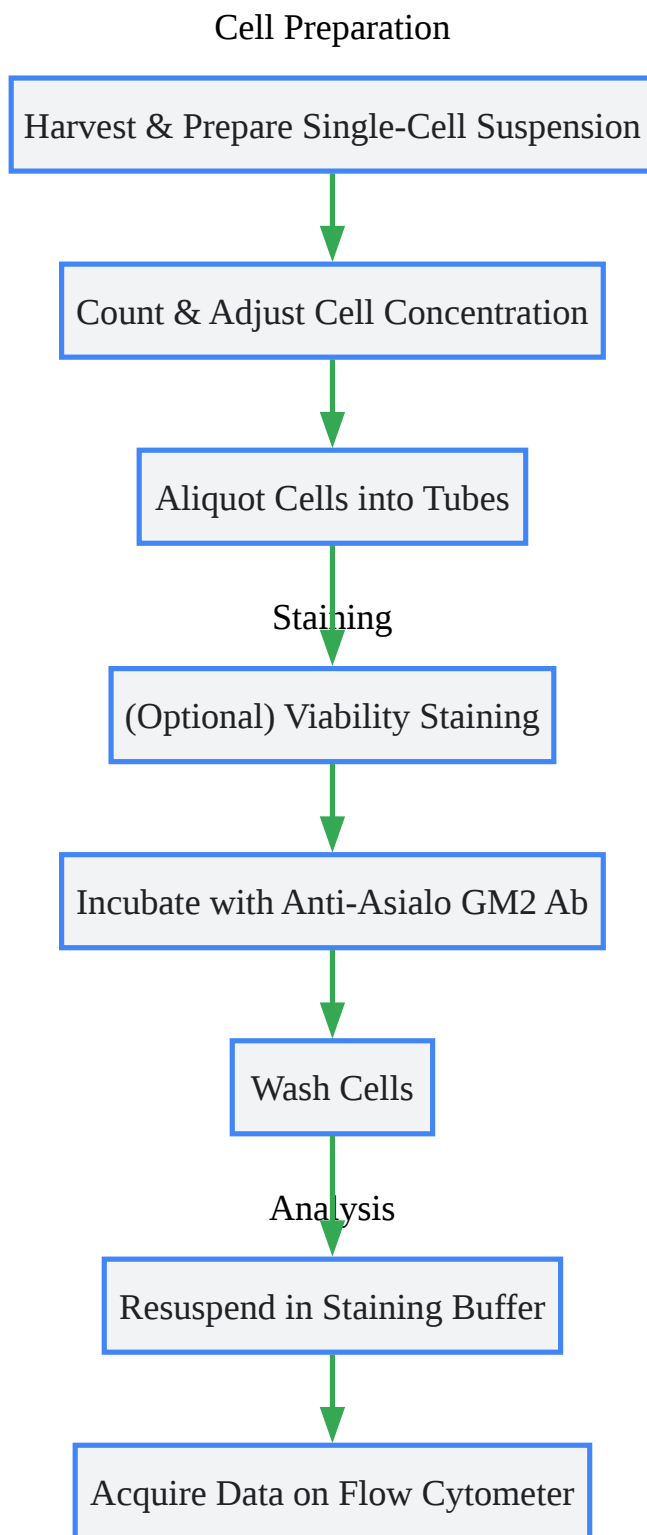 Cell Preparation
Harvest & Prepare Single-Cell Suspension
Count & Adjust Cell Concentration
Aliquot Cells into Tubes
Staining
(Optional) Viability Staining
Incubate with Anti-Asialo GM2 Ab
Wash Cells
Analysis
Resuspend in Staining Buffer
Acquire Data on Flow Cytometer